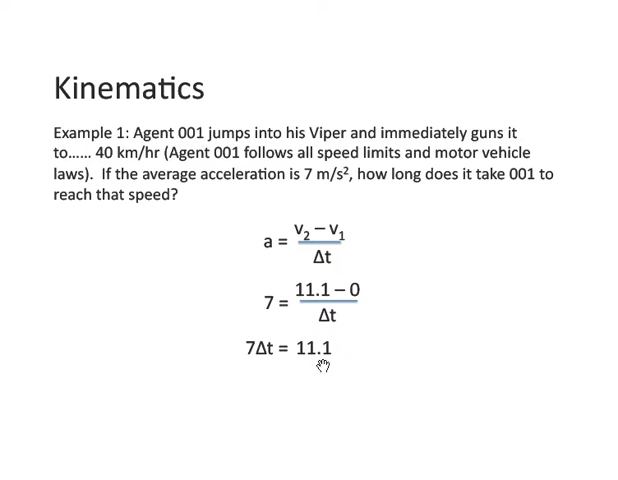 Kinematics
Example 1: Agent 001 jumps into his Viper and immediately guns it
to…… 40 km/hr (Agent 001 follows all speed limits and motor vehicle
laws).  If the average acceleration is 7 m/s², how long does it take 001 to
reach that speed?
a = v₂ – v₁
Δt
7 = 11.1 – 0
Δt
7Δt = 11.1